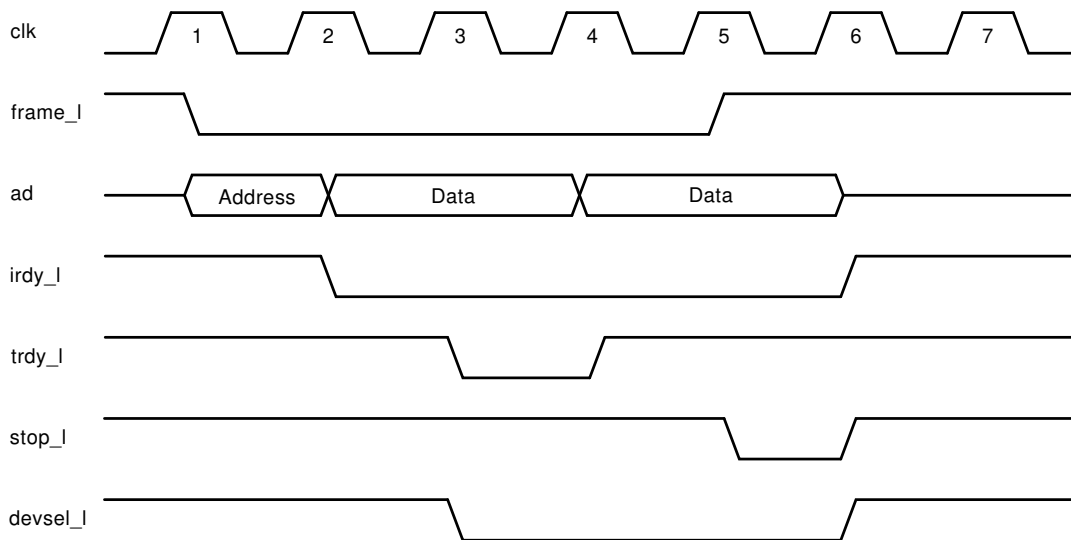 clk 1 2 3 4 5 6 7
frame_l
ad Address Data Data
irdy_l
trdy_l
stop_l
devsel_l